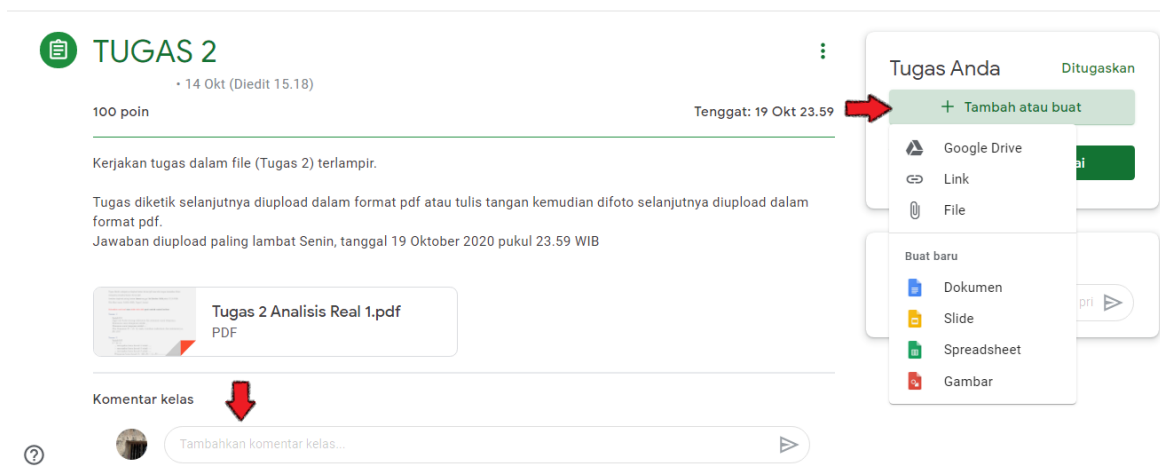 TUGAS 2
• 14 Okt (Diedit 15.18)
100 poin
Tenggat: 19 Okt 23.59
Kerjakan tugas dalam file (Tugas 2) terlampir.
Tugas diketik selanjutnya diupload dalam format pdf atau tulis tangan kemudian difoto selanjutnya diupload dalam
format pdf.
Jawaban diupload paling lambat Senin, tanggal 19 Oktober 2020 pukul 23.59 WIB
Tugas 2 Analisis Real 1.pdf
PDF
Komentar kelas
Tambahkan komentar kelas...
Tugas Anda
Ditugaskan
+ Tambah atau buat
Google Drive
Link
File
Buat baru
Dokumen
Slide
Spreadsheet
Gambar
ai
pri